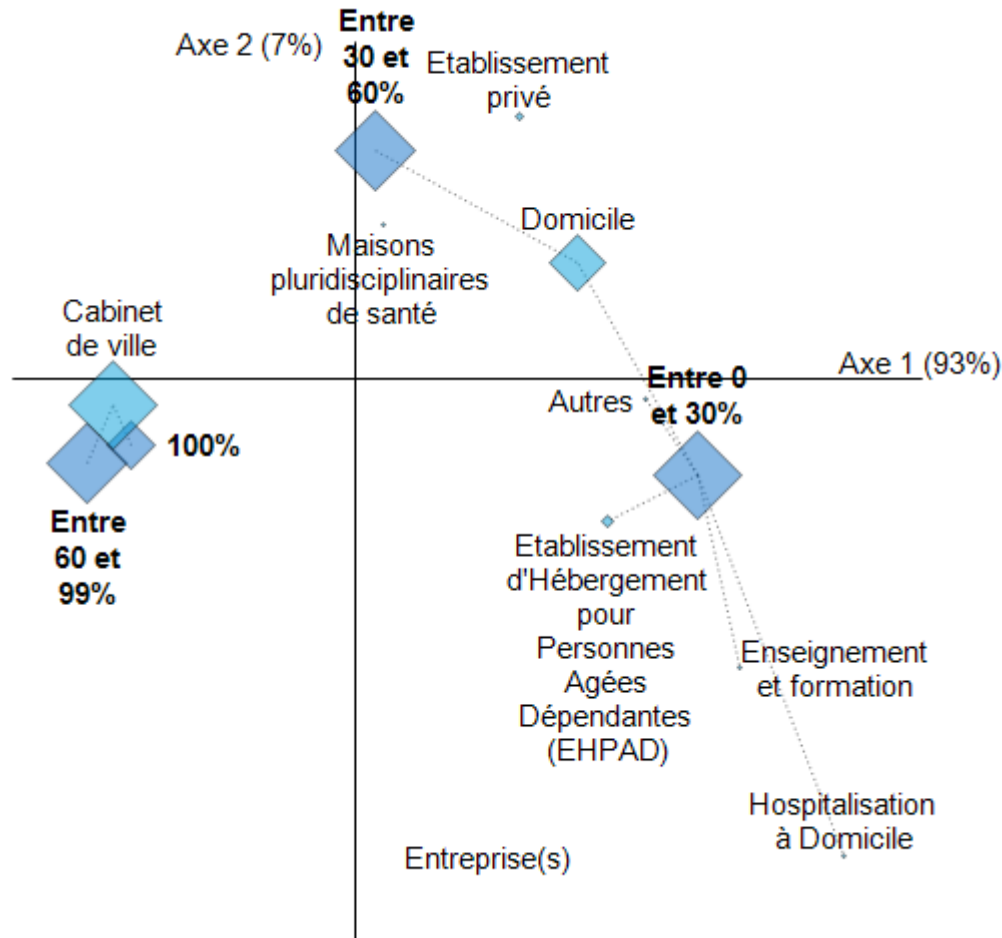 Axe 2 (7%)
Entre
30 et
60%
Etablissement
privé
Domicile
Maisons
pluridisciplinaires
de santé
Cabinet
de ville
Axe 1 (93%)
Entre 0
et 30%
Autres
100%
Entre
60 et
99%
Etablissement
d'Hébergement
pour
Personnes
Agées
Dépendantes
(EHPAD)
Enseignement
et formation
Hospitalisation
à Domicile
Entreprise(s)